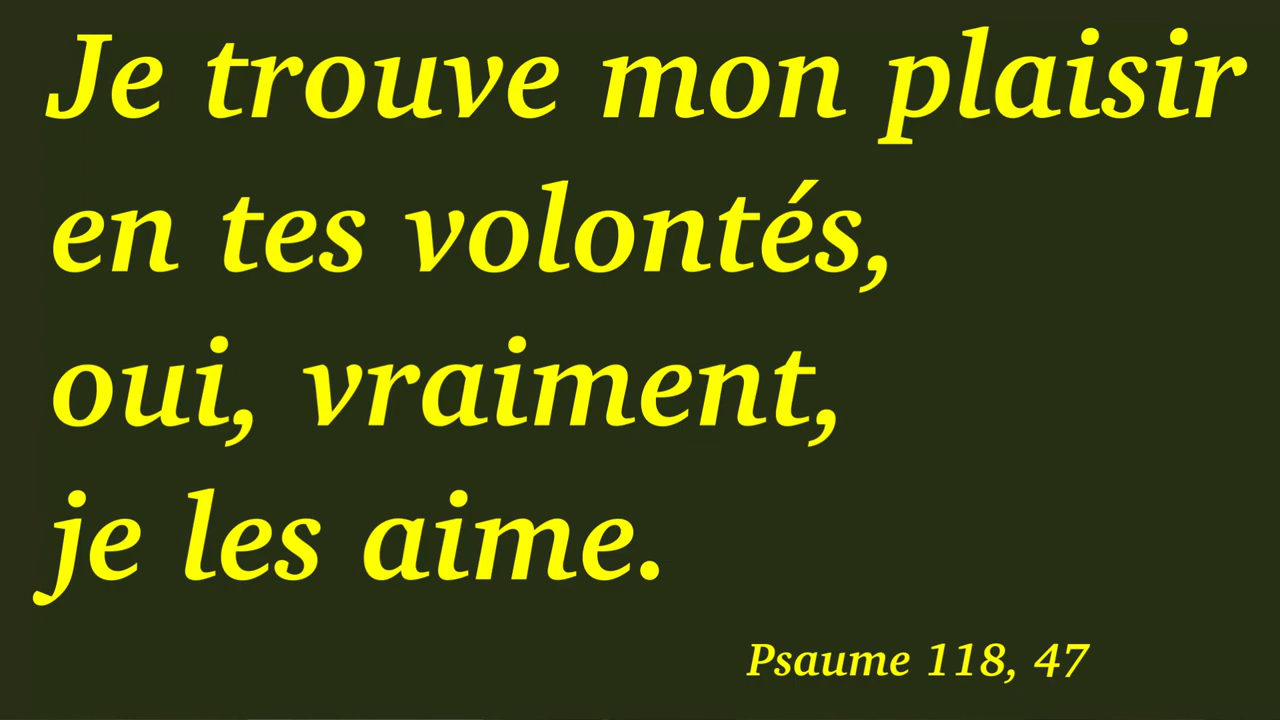 Je trouve mon plaisir
en tes volontés,
oui, vraiment,
je les aime.
Psaume 118, 47